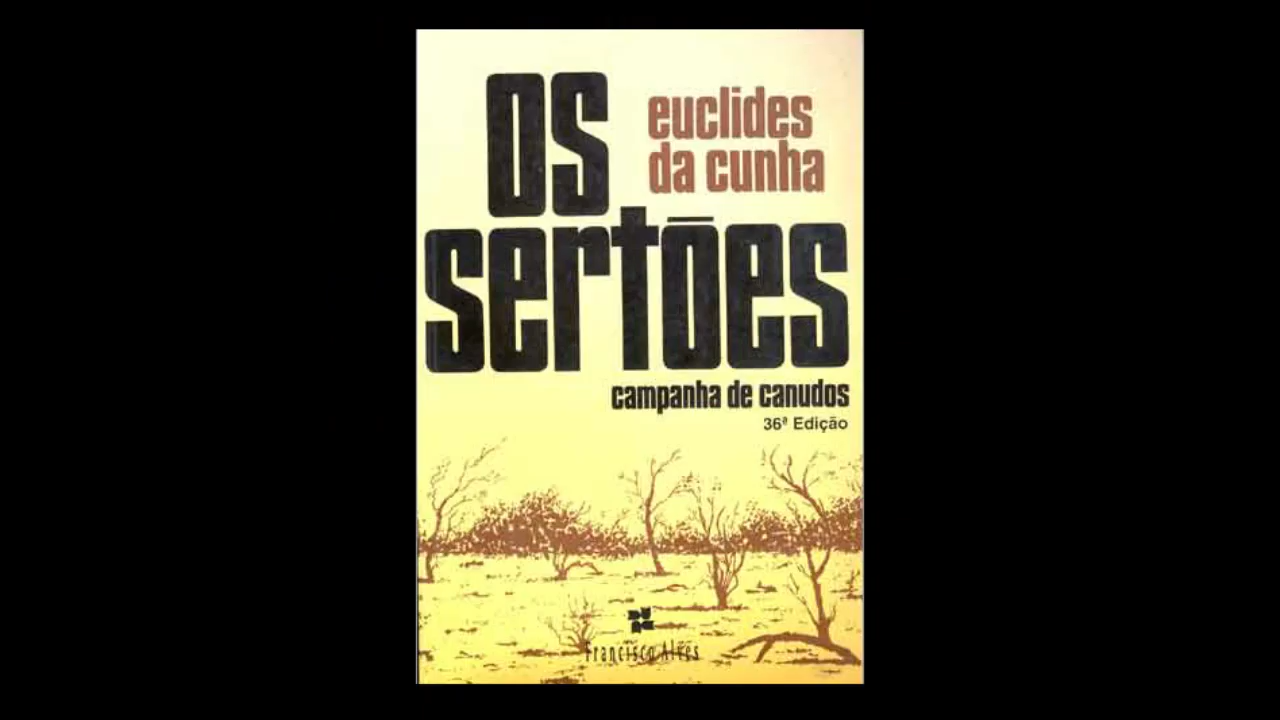 os
sertões
euclides
da cunha
campanha de canudos
36ª Edição
Francisco Alves